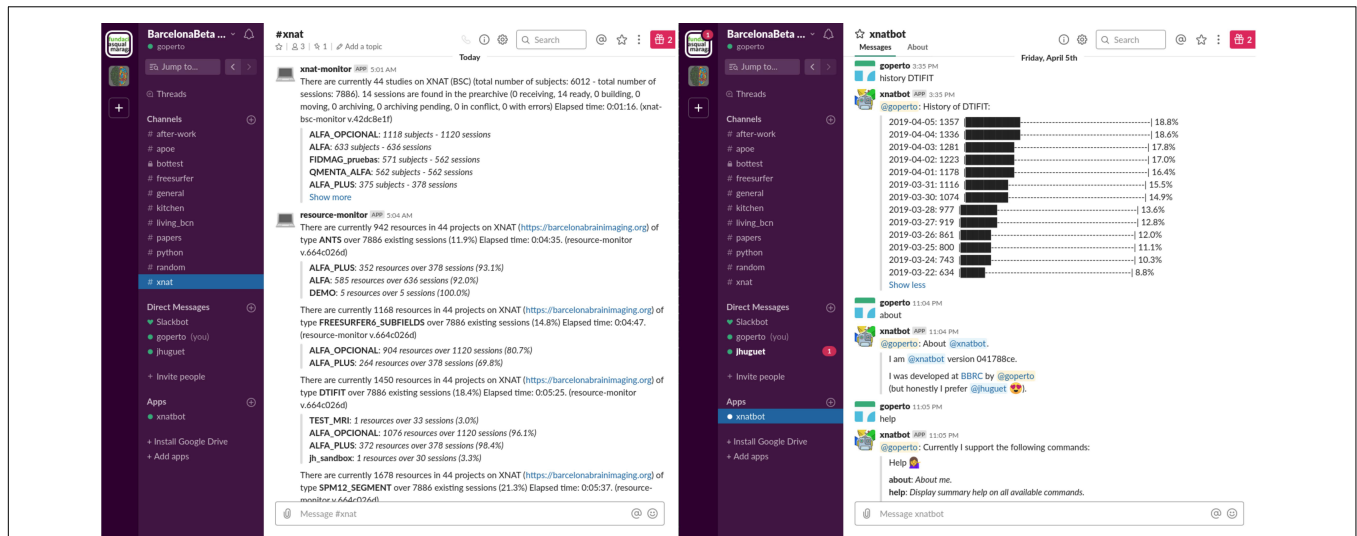 BarcelonaBeta ...
goperto
Jump to...
Threads
Channels
# after-work
# apoe
bottest
# freesurfer
# general
# kitchen
# living_bcn
# papers
# python
# random
# xnat
Direct Messages
Slackbot
goperto (you)
jhuguet
+ Invite people
Apps
xnatbot
+ Install Google Drive
+ Add apps
#xnat
3 | 1 | Add a topic
Search
2
Today
xnat-monitor APP 5:01 AM
There are currently 44 studies on XNAT (BSC) (total number of subjects: 6012 - total number of
sessions: 7886). 14 sessions are found in the prearchive (0 receiving, 14 ready, 0 building, 0
moving, 0 archiving, 0 archiving pending, 0 in conflict, 0 with errors) Elapsed time: 0:01:16. (xnat-
bsc-monitor v.42dc8e1f)
ALFA_OPCIONAL: 1118 subjects - 1120 sessions
ALFA: 633 subjects - 636 sessions
FIDMAG_pruebas: 571 subjects - 562 sessions
QMENTA_ALFA: 562 subjects - 562 sessions
ALFA_PLUS: 375 subjects - 378 sessions
Show more
resource-monitor APP 5:04 AM
There are currently 942 resources in 44 projects on XNAT (https://barcelonabrainimaging.org) of
type ANTS over 7886 existing sessions (11.9%) Elapsed time: 0:04:35. (resource-monitor
v.664c026d)
ALFA_PLUS: 352 resources over 378 sessions (93.1%)
ALFA: 585 resources over 636 sessions (92.0%)
DEMO: 5 resources over 5 sessions (100.0%)
There are currently 1168 resources in 44 projects on XNAT (https://barcelonabrainimaging.org) of
type FREESURFER6_SUBFIELDS over 7886 existing sessions (14.8%) Elapsed time: 0:04:47.
(resource-monitor v.664c026d)
ALFA_OPCIONAL: 904 resources over 1120 sessions (80.7%)
ALFA_PLUS: 264 resources over 378 sessions (69.8%)
There are currently 1450 resources in 44 projects on XNAT (https://barcelonabrainimaging.org) of
type DTIFIT over 7886 existing sessions (18.4%) Elapsed time: 0:05:25. (resource-monitor
v.664c026d)
TEST_MRI: 1 resources over 33 sessions (3.0%)
ALFA_OPCIONAL: 1076 resources over 1120 sessions (96.1%)
ALFA_PLUS: 372 resources over 378 sessions (98.4%)
jh_sandbox: 1 resources over 30 sessions (3.3%)
There are currently 1678 resources in 44 projects on XNAT (https://barcelonabrainimaging.org) of
type SPM12_SEGMENT over 7886 existing sessions (21.3%) Elapsed time: 0:05:37. (resource-
monitor v.664c026d)
Message #xnat
1
BarcelonaBeta ...
goperto
Jump to...
Threads
Channels
# after-work
# apoe
bottest
# freesurfer
# general
# kitchen
# living_bcn
# papers
# python
# random
# xnat
Direct Messages
Slackbot
goperto (you)
jhuguet 1
+ Invite people
Apps
xnatbot
+ Install Google Drive
+ Add apps
xnatbot
Messages About
Search
2
Friday, April 5th
goperto 3:35 PM
history DTIFIT
xnatbot APP 3:35 PM
@goperto: History of DTIFIT:
2019-04-05: 1357 | 18.8%
2019-04-04: 1336 | 18.6%
2019-04-03: 1281 | 17.8%
2019-04-02: 1223 | 17.0%
2019-04-01: 1178 | 16.4%
2019-03-31: 1116 | 15.5%
2019-03-30: 1074 | 14.9%
2019-03-28: 977 | 13.6%
2019-03-27: 919 | 12.8%
2019-03-26: 861 | 12.0%
2019-03-25: 800 | 11.1%
2019-03-24: 743 | 10.3%
2019-03-22: 634 | 8.8%
Show less
goperto 11:04 PM
about
xnatbot APP 11:04 PM
@goperto: About @xnatbot.
I am @xnatbot version 041788ce.
I was developed at BBRC by @goperto
(but honestly I prefer @jhuguet 😍).
goperto 11:05 PM
help
xnatbot APP 11:05 PM
@goperto: Currently I support the following commands:
Help
about: About me.
help: Display summary help on all available commands.
Message xnatbot